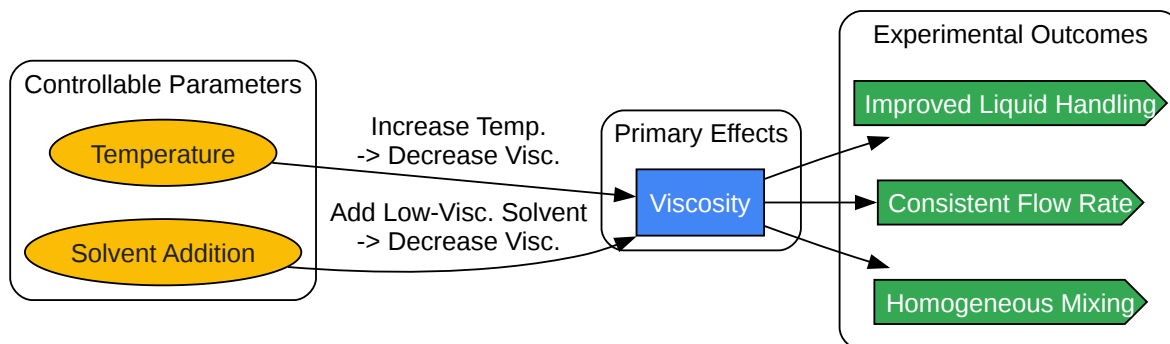 Controllable Parameters
Temperature
Solvent Addition
Increase Temp.
-> Decrease Visc.
Add Low-Visc. Solvent
-> Decrease Visc.
Primary Effects
Viscosity
Experimental Outcomes
Improved Liquid Handling
Consistent Flow Rate
Homogeneous Mixing